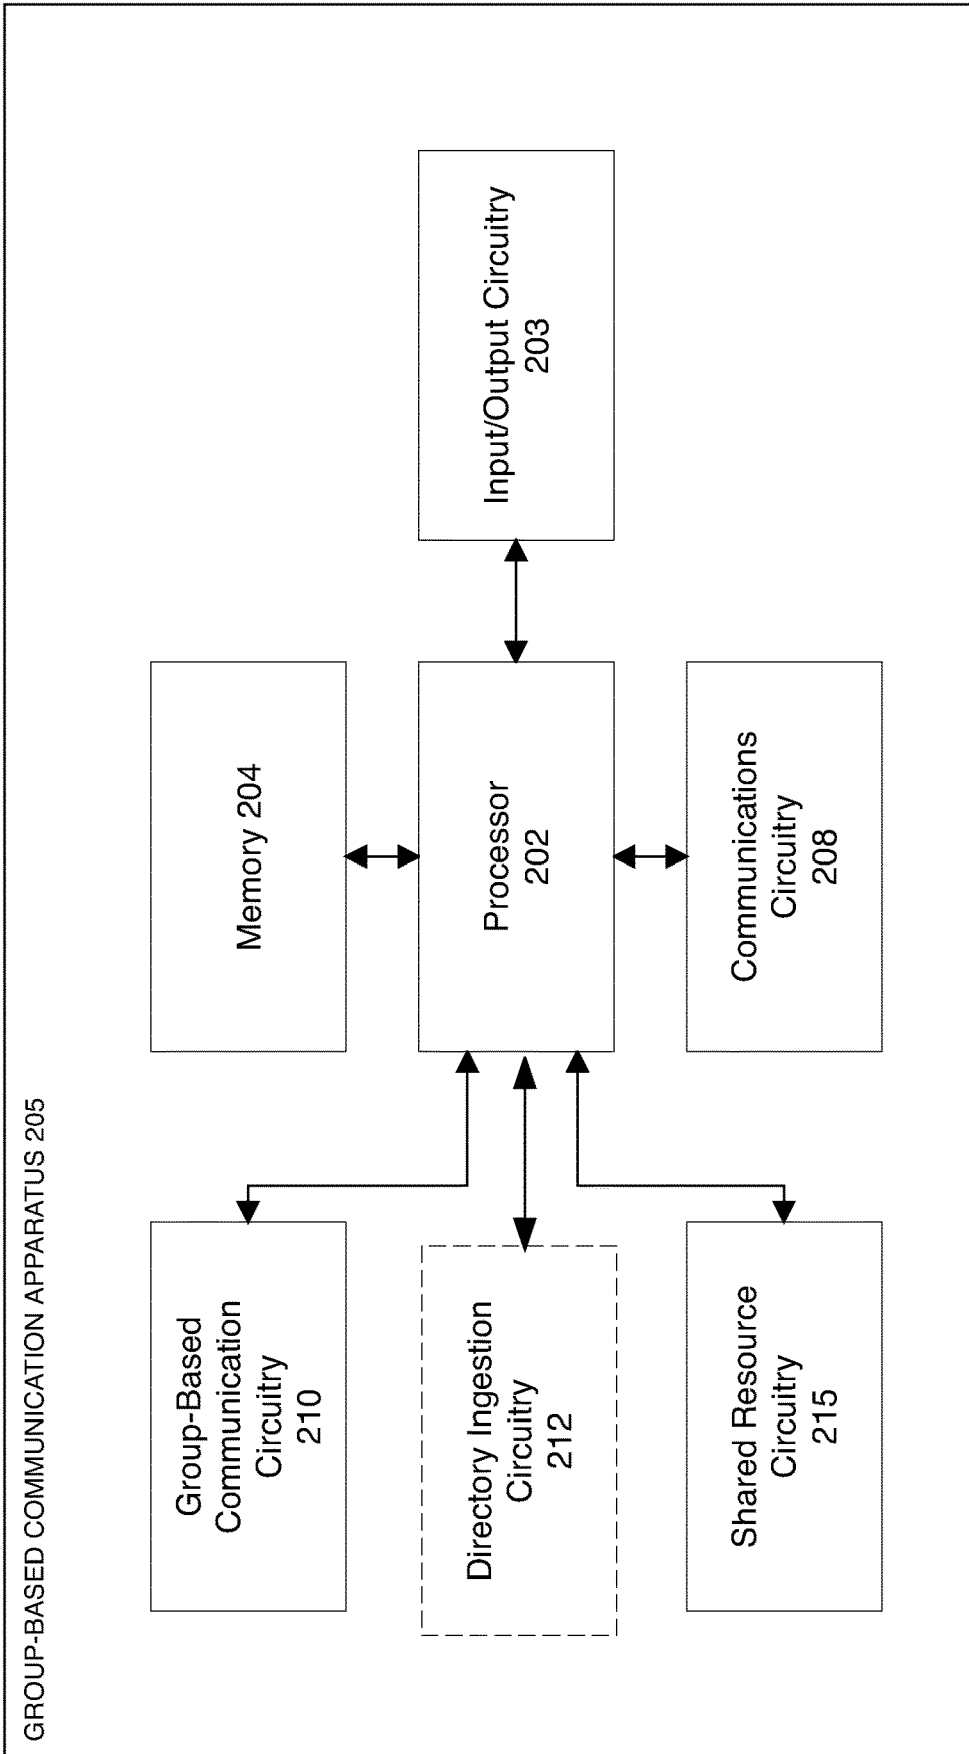 GROUP-BASED COMMUNICATION APPARATUS 205
Group-Based
Communication
Circuitry
210
Memory 204
Directory Ingestion
Circuitry
212
Processor
202
Input/Output Circuitry
203
Shared Resource
Circuitry
215
Communications
Circuitry
208